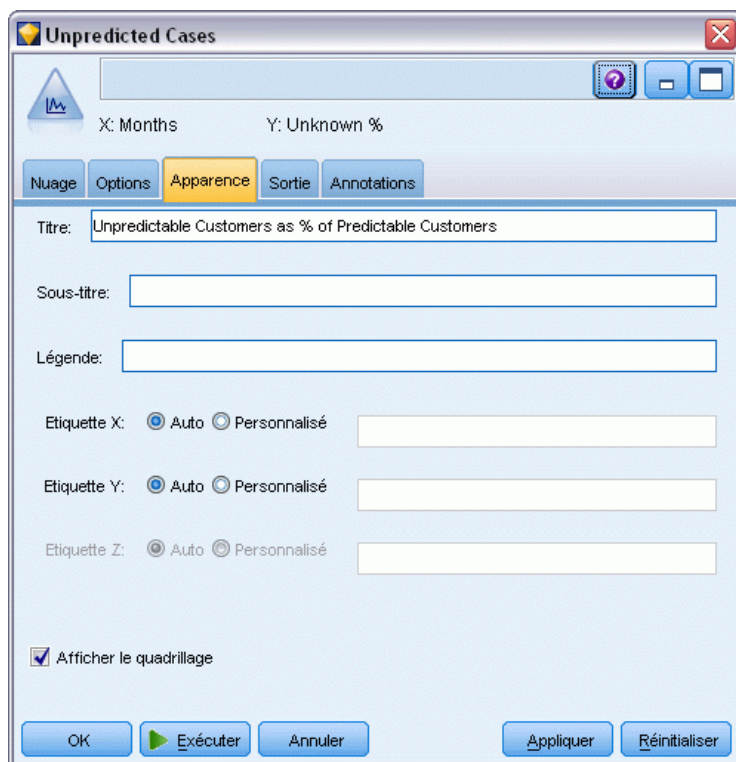 Unpredicted Cases
X: Months Y: Unknown %
Nuage Options Apparence Sortie Annotations
Titre: Unpredictable Customers as % of Predictable Customers
Sous-titre:
Légende:
Etiquette X: Auto Personnalisé
Etiquette Y: Auto Personnalisé
Etiquette Z: Auto Personnalisé
Afficher le quadrillage
OK Exécuter Annuler Appliquer Réinitialiser